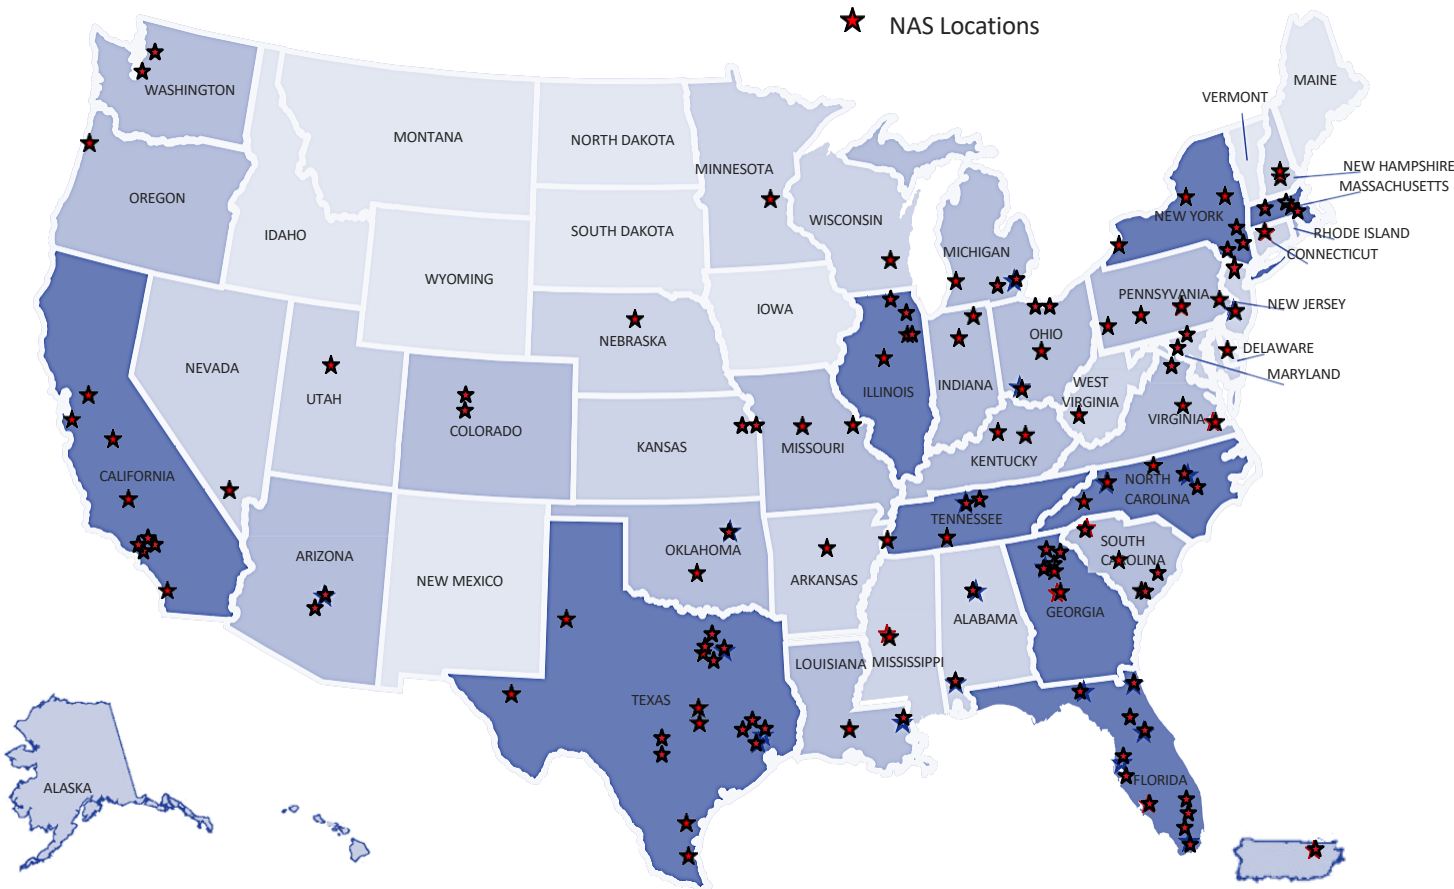 NAS Locations
MAINE
WASHINGTON
VERMONT
MONTANA
NORTH DAKOTA
MINNESOTA
NEW HAMPSHIRE
MASSACHUSETTS
OREGON
WISCONSIN
NEW YORK
IDAHO
SOUTH DAKOTA
RHODE ISLAND
MICHIGAN
CONNECTICUT
WYOMING
PENNSYVANIA
NEW JERSEY
IOWA
NEBRASKA
OHIO
DELAWARE
NEVADA
MARYLAND
UTAH
ILLINOIS
INDIANA
WEST
VIRGINIA
VIRGINIA
COLORADO
KANSAS
MISSOURI
KENTUCKY
CALIFORNIA
NORTH
CAROLINA
TENNESSEE
ARIZONA
OKLAHOMA
SOUTH
CAROLINA
NEW MEXICO
ARKANSAS
GEORGIA
ALABAMA
LOUISIANA
MISSISSIPPI
TEXAS
FLORIDA
ALASKA